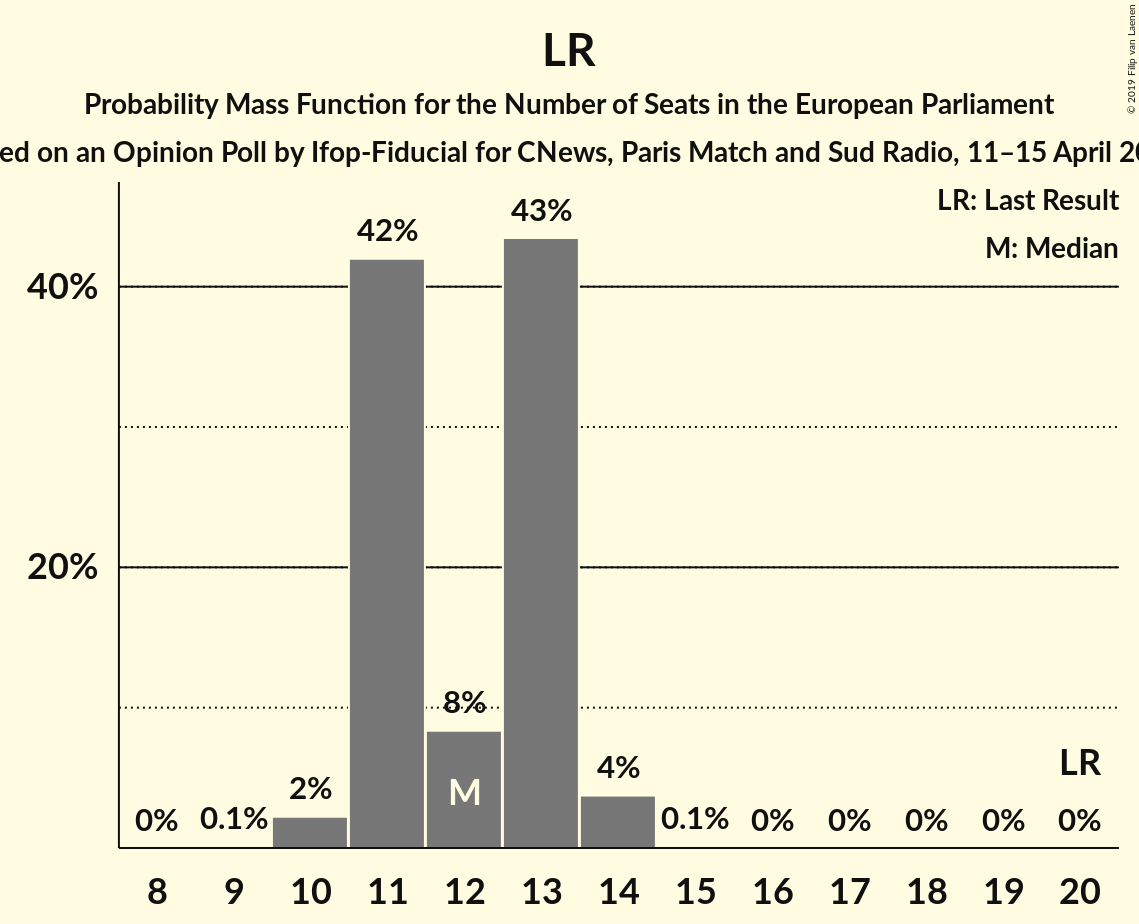 LR
Probability Mass Function for the Number of Seats in the European Parliament
ed on an Opinion Poll by Ifop-Fiducial for CNews, Paris Match and Sud Radio, 11–15 April 20
© 2019 Filip van Laenen
LR: Last Result
M: Median
40%
20%
0% 0.1% 2% 42% 8% 43% 4% 0.1% 0% 0% 0% 0% 0%
M
LR
8 9 10 11 12 13 14 15 16 17 18 19 20